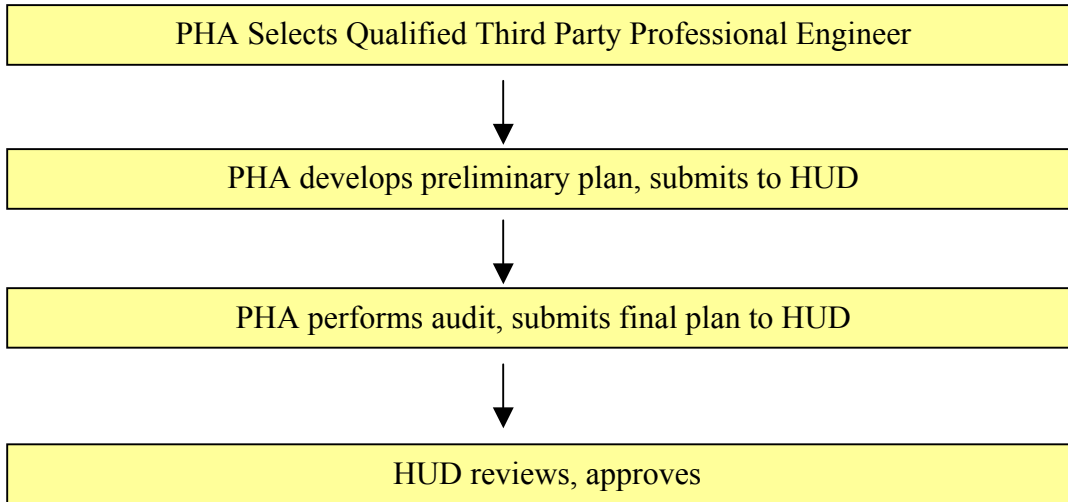 PHA Selects Qualified Third Party Professional Engineer
PHA develops preliminary plan, submits to HUD
PHA performs audit, submits final plan to HUD
HUD reviews, approves